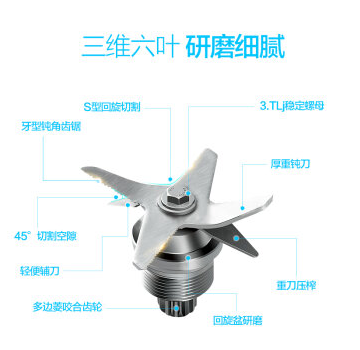 三维六叶 研磨细腻
S型回旋切割
3.TLj稳定螺母
牙型钝角齿锯
厚重钝刀
45° 切割空隙
轻便辅刀
重刀压榨
多边菱咬合齿轮
回旋盆研磨